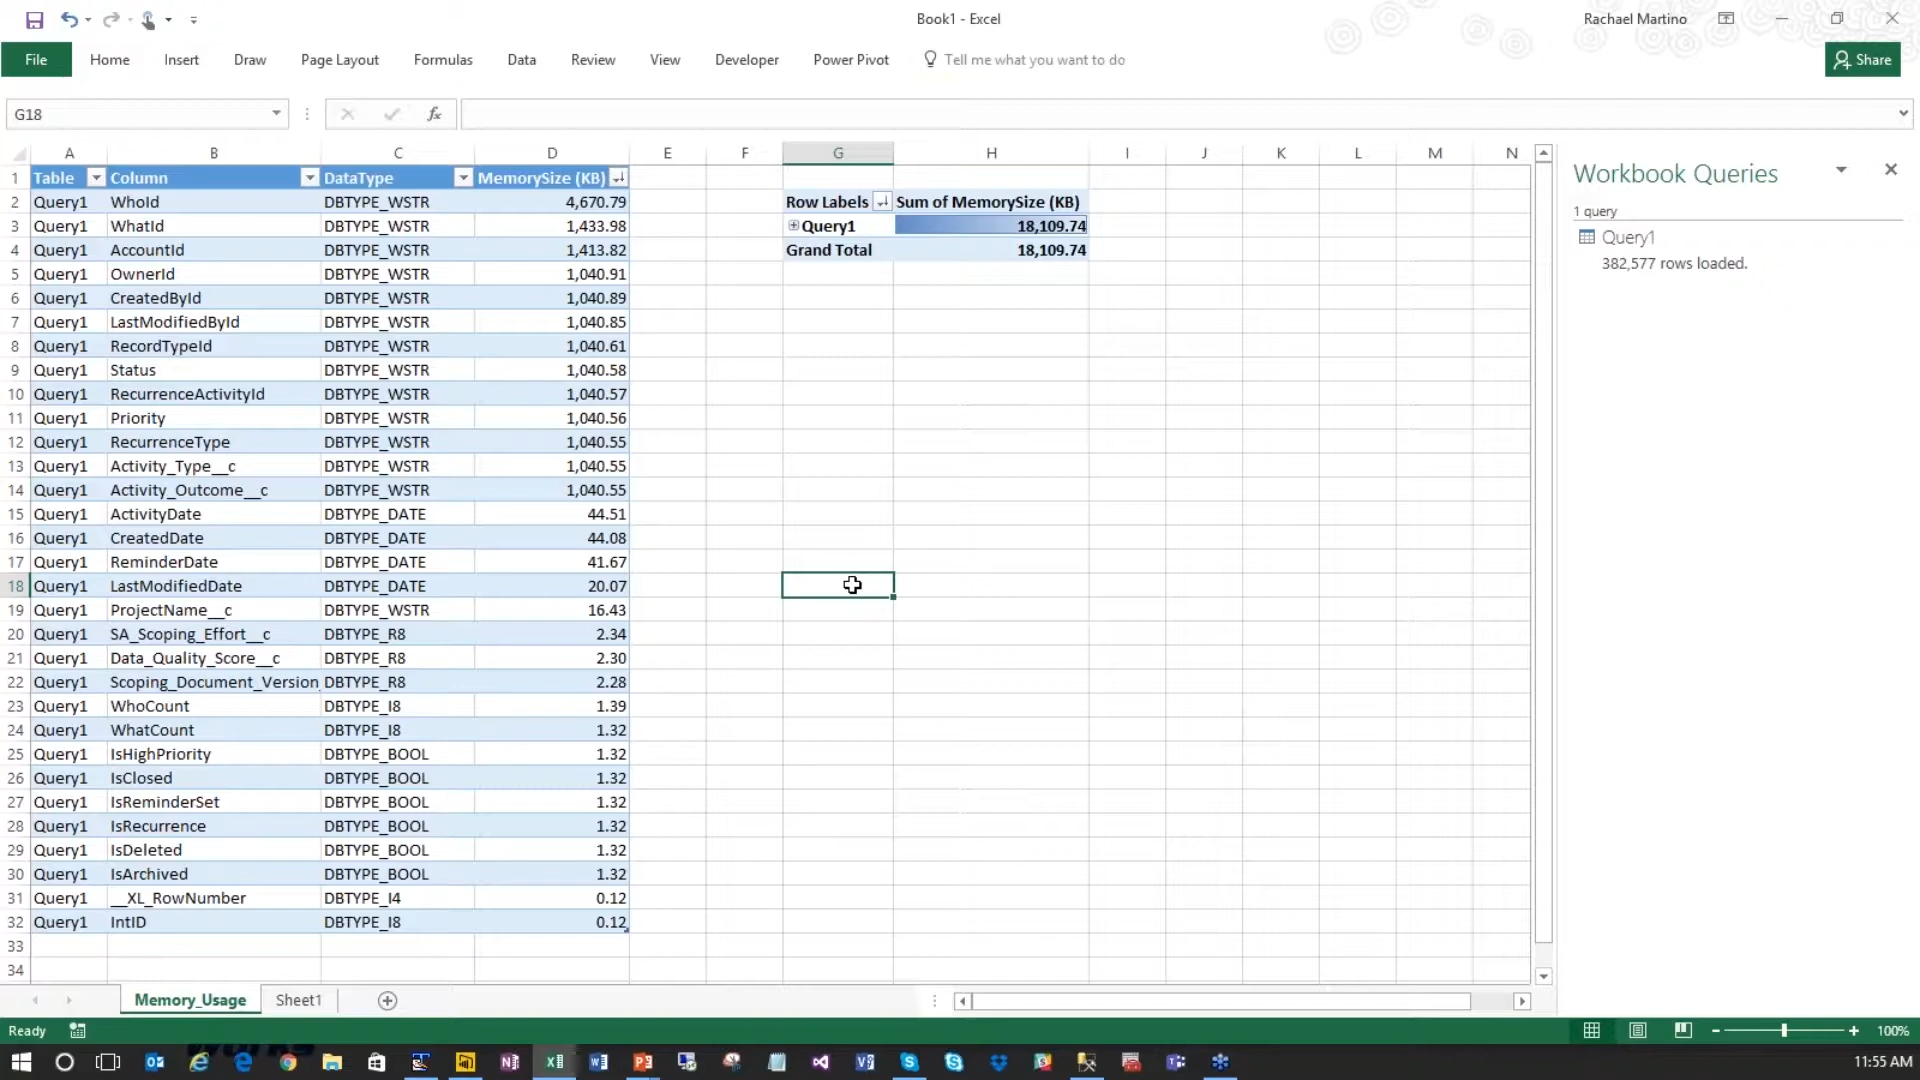 Book1 - Excel
Rachael Martino
File Home Insert Draw Page Layout Formulas Data Review View Developer Power Pivot Tell me what you want to do
Share
G18
fx
A B C D E F G H I J K L M N
1 Table Column DataType MemorySize (KB)
2 Query1 WhoId DBTYPE_WSTR 4,670.79 Row Labels Sum of MemorySize (KB)
3 Query1 WhatId DBTYPE_WSTR 1,433.98 Query1 18,109.74
4 Query1 AccountId DBTYPE_WSTR 1,413.82 Grand Total 18,109.74
5 Query1 OwnerId DBTYPE_WSTR 1,040.91
6 Query1 CreatedById DBTYPE_WSTR 1,040.89
7 Query1 LastModifiedById DBTYPE_WSTR 1,040.85
8 Query1 RecordTypeId DBTYPE_WSTR 1,040.61
9 Query1 Status DBTYPE_WSTR 1,040.58
10 Query1 RecurrenceActivityId DBTYPE_WSTR 1,040.57
11 Query1 Priority DBTYPE_WSTR 1,040.56
12 Query1 RecurrenceType DBTYPE_WSTR 1,040.55
13 Query1 Activity_Type__c DBTYPE_WSTR 1,040.55
14 Query1 Activity_Outcome__c DBTYPE_WSTR 1,040.55
15 Query1 ActivityDate DBTYPE_DATE 44.51
16 Query1 CreatedDate DBTYPE_DATE 44.08
17 Query1 ReminderDate DBTYPE_DATE 41.67
18 Query1 LastModifiedDate DBTYPE_DATE 20.07
19 Query1 ProjectName__c DBTYPE_WSTR 16.43
20 Query1 SA_Scoping_Effort__c DBTYPE_R8 2.34
21 Query1 Data_Quality_Score__c DBTYPE_R8 2.30
22 Query1 Scoping_Document_Version_ DBTYPE_R8 2.28
23 Query1 WhoCount DBTYPE_I8 1.39
24 Query1 WhatCount DBTYPE_I8 1.32
25 Query1 IsHighPriority DBTYPE_BOOL 1.32
26 Query1 IsClosed DBTYPE_BOOL 1.32
27 Query1 IsReminderSet DBTYPE_BOOL 1.32
28 Query1 IsRecurrence DBTYPE_BOOL 1.32
29 Query1 IsDeleted DBTYPE_BOOL 1.32
30 Query1 IsArchived DBTYPE_BOOL 1.32
31 Query1 __XL_RowNumber DBTYPE_I4 0.12
32 Query1 IntID DBTYPE_I8 0.12
33
34
Workbook Queries
1 query
Query1
382,577 rows loaded.
Memory_Usage Sheet1
Ready
100%
11:55 AM